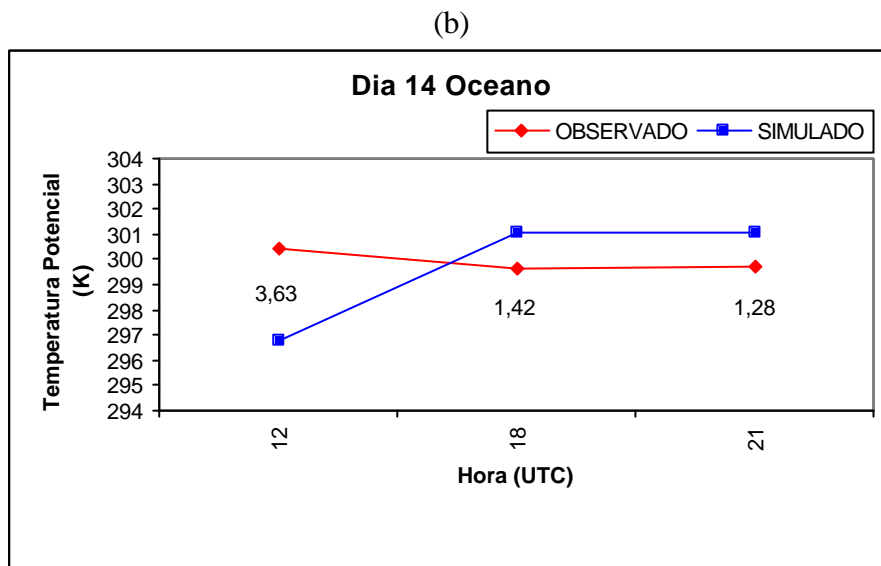 (b)
Dia 14 Oceano
OBSERVADO
SIMULADO
Temperatura Potencial
(K)
304
303
302
301
300
299
298
297
296
295
294
3,63
1,42
1,28
12
18
21
Hora (UTC)